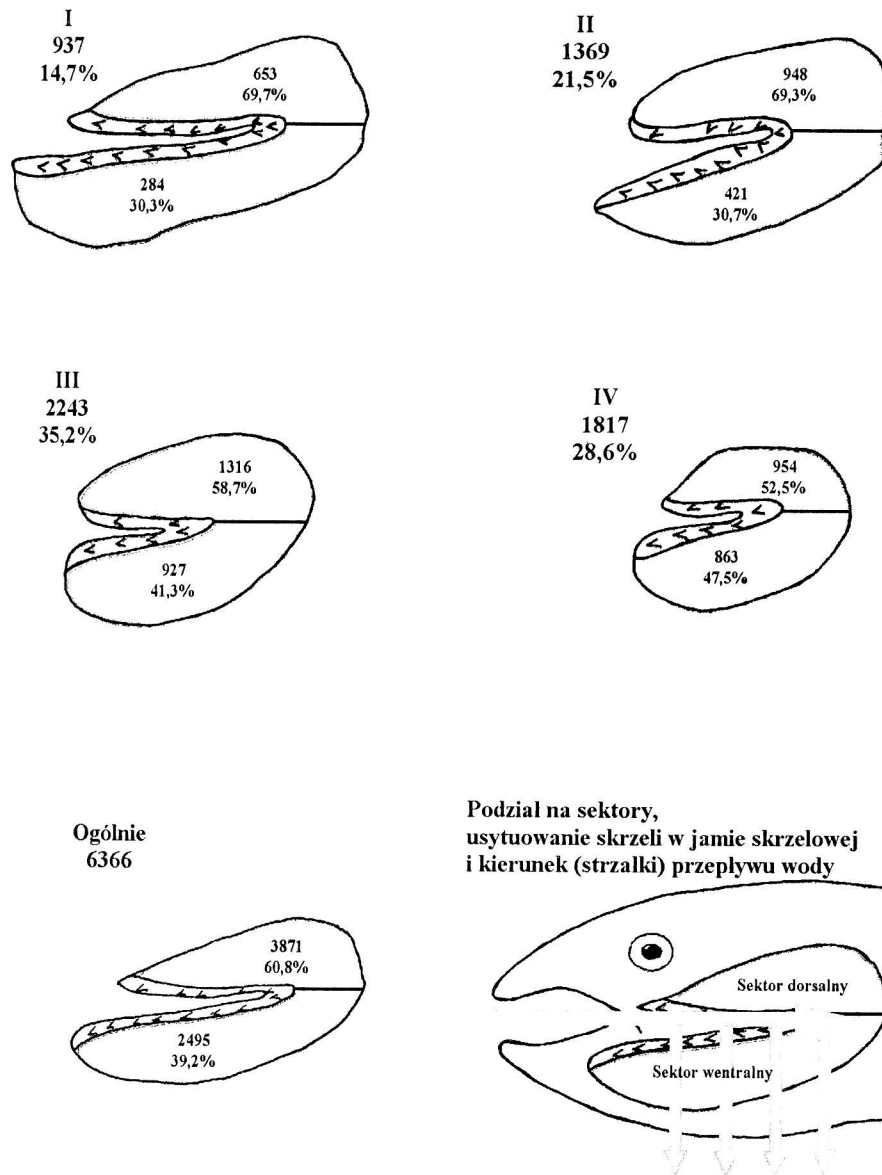 I
937
14,7%
653
69,7%
284
30,3%
II
1369
21,5%
948
69,3%
421
30,7%
III
2243
35,2%
1316
58,7%
927
41,3%
IV
1817
28,6%
954
52,5%
863
47,5%
Ogólnie
6366
3871
60,8%
2495
39,2%
Podział na sektory,
usytuowanie skrzeli w jamie skrzelowej
i kierunek (strzałki) przepływu wody
Sektor dorsalny
Sektor wentralny